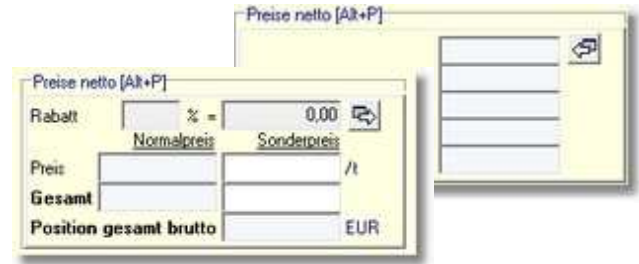 Preise netto [Alt+P]
Preise netto [Alt+P]
Rabatt % = 0,00
Normalpreis Sonderpreis
Preis /t
Gesamt
Position gesamt brutto EUR